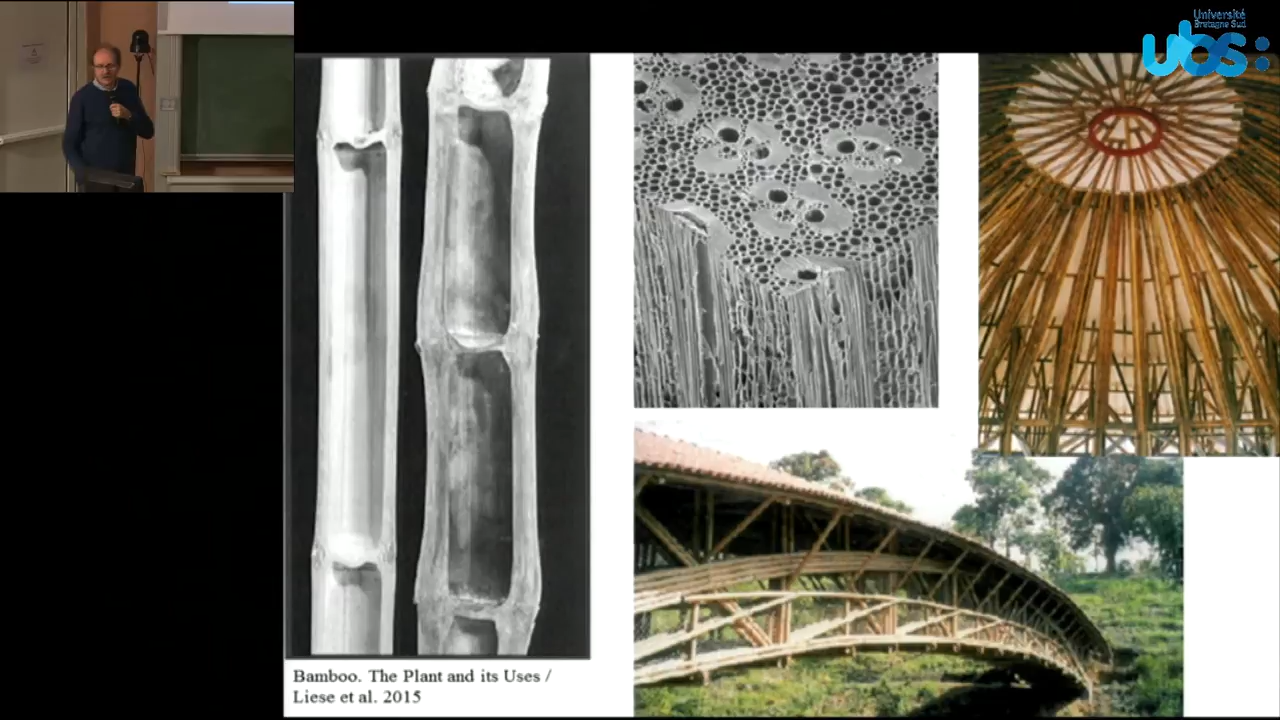 Université
Bretagne Sud
ubs:
Bamboo. The Plant and its Uses /
Liese et al. 2015